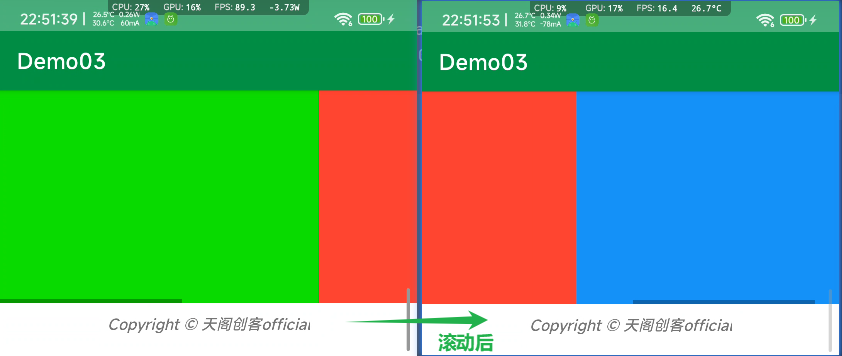 CPU: 27% GPU: 16% FPS: 89.3 -3.73W
22:51:39 | 26.5°C 0.26W 100
30.6°C 60mA
Demo03
Copyright © 天阁创客official
CPU: 9% GPU: 17% FPS: 16.4 26.7°C
22:51:53 | 26.7°C 0.34W 100
31.8°C -78mA
Demo03
Copyright © 天阁创客official
滚动后